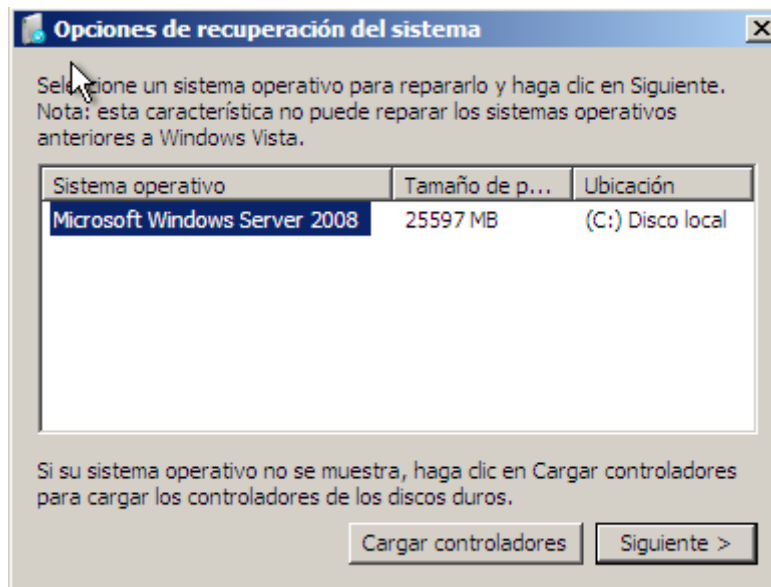 Opciones de recuperación del sistema
Seleccione un sistema operativo para repararlo y haga clic en Siguiente.
Nota: esta característica no puede reparar los sistemas operativos
anteriores a Windows Vista.
Sistema operativo Tamaño de p... Ubicación
Microsoft Windows Server 2008 25597 MB (C:) Disco local
Si su sistema operativo no se muestra, haga clic en Cargar controladores
para cargar los controladores de los discos duros.
Cargar controladores Siguiente >